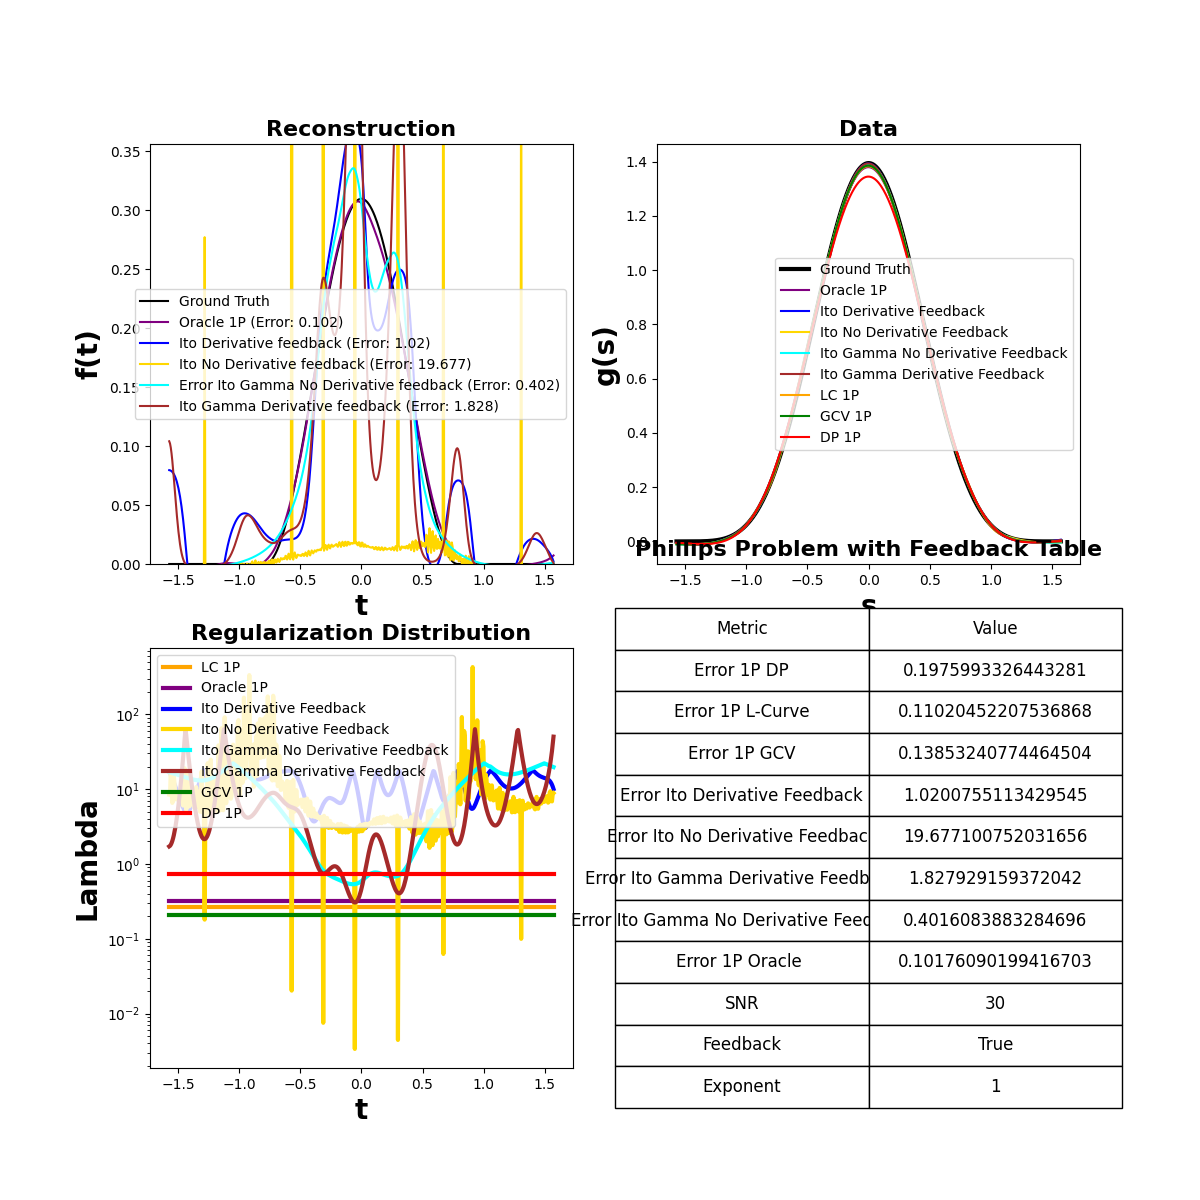 Reconstruction
f(t)
0.35
0.30
0.25
0.20
0.15
0.10
0.05
0.00
Ground Truth
Oracle 1P (Error: 0.102)
Ito Derivative feedback (Error: 1.02)
Ito No Derivative feedback (Error: 19.677)
Error Ito Gamma No Derivative feedback (Error: 0.402)
Ito Gamma Derivative feedback (Error: 1.828)
−1.5 −1.0 −0.5 0.0 0.5 1.0 1.5
t
Data
g(s)
1.4
1.2
1.0
0.8
0.6
0.4
0.2
0.0
Ground Truth
Oracle 1P
Ito Derivative Feedback
Ito No Derivative Feedback
Ito Gamma No Derivative Feedback
Ito Gamma Derivative Feedback
LC 1P
GCV 1P
DP 1P
−1.5 −1.0 −0.5 0.0 0.5 1.0 1.5
s
Regularization Distribution
Lambda
10²
10¹
10⁰
10⁻¹
10⁻²
LC 1P
Oracle 1P
Ito Derivative Feedback
Ito No Derivative Feedback
Ito Gamma No Derivative Feedback
Ito Gamma Derivative Feedback
GCV 1P
DP 1P
−1.5 −1.0 −0.5 0.0 0.5 1.0 1.5
t
Phillips Problem with Feedback Table
Metric Value
Error 1P DP 0.1975993326443281
Error 1P L-Curve 0.11020452207536868
Error 1P GCV 0.13853240774464504
Error Ito Derivative Feedback 1.0200755113429545
Error Ito No Derivative Feedbac 19.677100752031656
Error Ito Gamma Derivative Feedb 1.827929159372042
Error Ito Gamma No Derivative Feed 0.4016083883284696
Error 1P Oracle 0.10176090199416703
SNR 30
Feedback True
Exponent 1